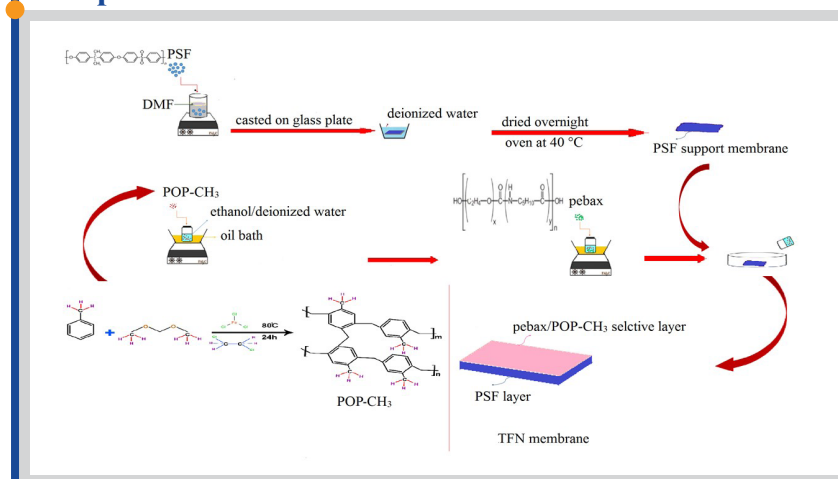 PSF
DMF
casted on glass plate
deionized water
dried overnight
oven at 40 °C
PSF support membrane
POP-CH₃
ethanol/deionized water
oil bath
pebax
80℃
24h
POP-CH₃
pebax/POP-CH₃ selctive layer
PSF layer
TFN membrane